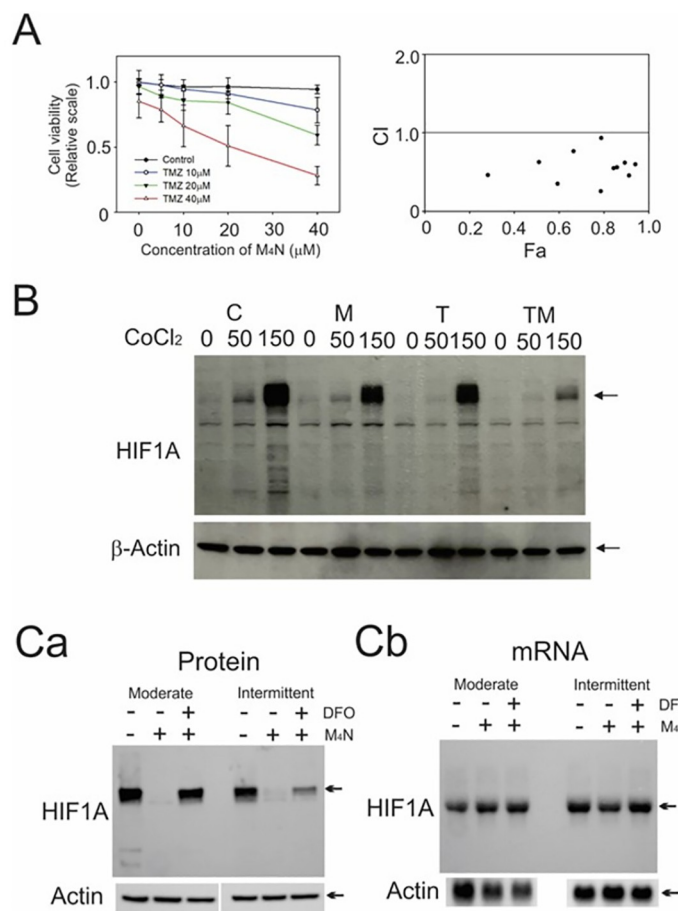 A
1.0
0.5
0
Cell viability
(Relative scale)
Control
TMZ 10μM
TMZ 20μM
TMZ 40μM
0 10 20 30 40
Concentration of M4N (μM)
2.0
1.0
0
CI
0 0.2 0.4 0.6 0.8 1.0
Fa
B
C M T TM
CoCl2 0 50 150 0 50 150 0 50 150 0 50 150
HIF1A
β-Actin
Ca
Protein
Moderate Intermittent
- - + - - + DFO
- + + - + + M4N
HIF1A
Actin
Cb
mRNA
Moderate Intermittent
- - + - - + DF
- + + - + + M4
HIF1A
Actin